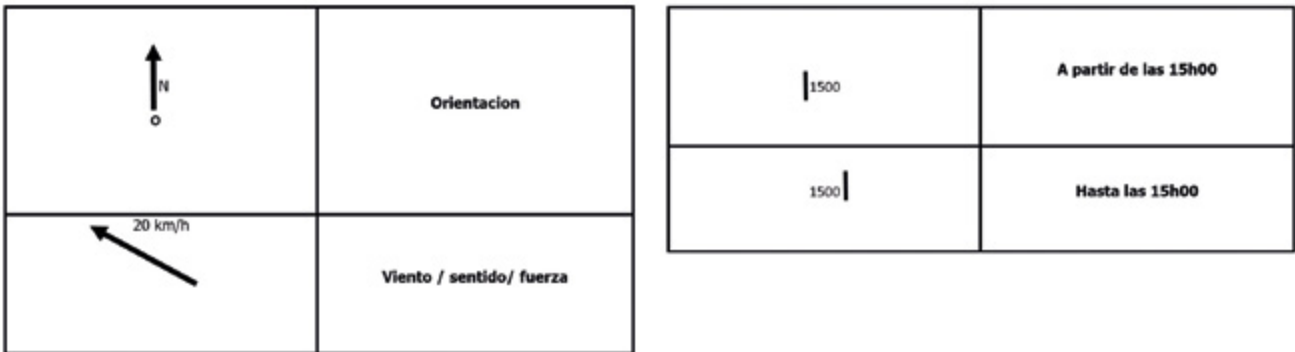 N
Orientacion
20 km/h
Viento / sentido/ fuerza
1500
A partir de las 15h00
1500
Hasta las 15h00